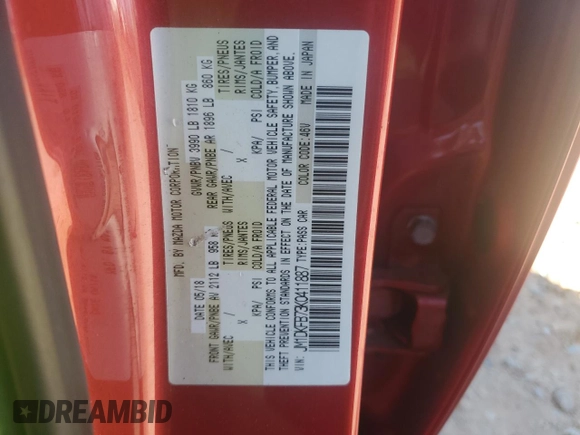 MFD. BY MAZDA MOTOR CORPORATION
DATE 05/18 GVWR/PNBV 3990 LB 1810 KG
FRONT GAWR/PNBE AV 2112 LB 958 KG REAR GAWR/PNBE AR 1896 LB 860 KG
WITH/AVEC TIRES/PNEUS WITH/AVEC TIRES/PNEUS
/ RIMS/JANTES / RIMS/JANTES
X COLD/A FROID X COLD/A FROID
KPA/ PSI KPA/ PSI
THIS VEHICLE CONFORMS TO ALL APPLICABLE FEDERAL MOTOR VEHICLE SAFETY, BUMPER, AND
THEFT PREVENTION STANDARDS IN EFFECT ON THE DATE OF MANUFACTURE SHOWN ABOVE.
VIN: JM1DKFB73K0411887 TYPE:PASS CAR COLOR CODE:46V MADE IN JAPAN
DREAMBID